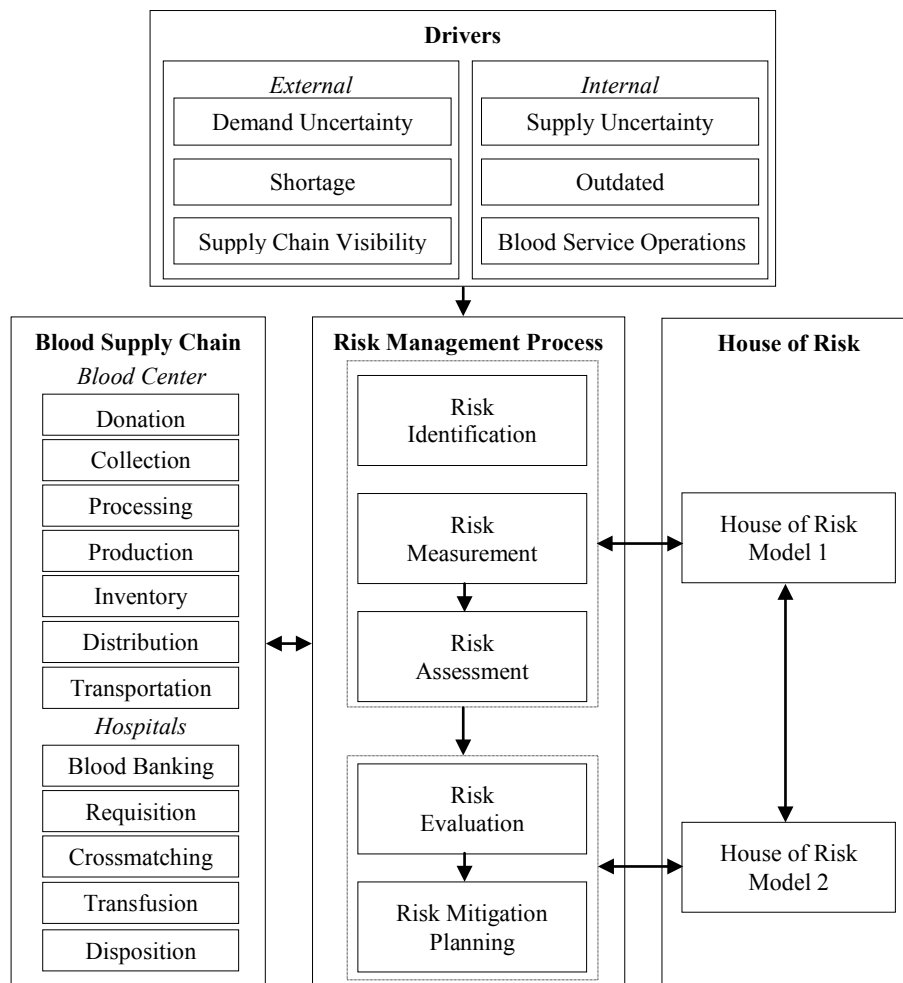 Drivers
External
Demand Uncertainty
Shortage
Supply Chain Visibility
Internal
Supply Uncertainty
Outdated
Blood Service Operations
Blood Supply Chain
Blood Center
Donation
Collection
Processing
Production
Inventory
Distribution
Transportation
Hospitals
Blood Banking
Requisition
Crossmatching
Transfusion
Disposition
Risk Management Process
Risk
Identification
Risk
Measurement
Risk
Assessment
Risk
Evaluation
Risk Mitigation
Planning
House of Risk
House of Risk
Model 1
House of Risk
Model 2